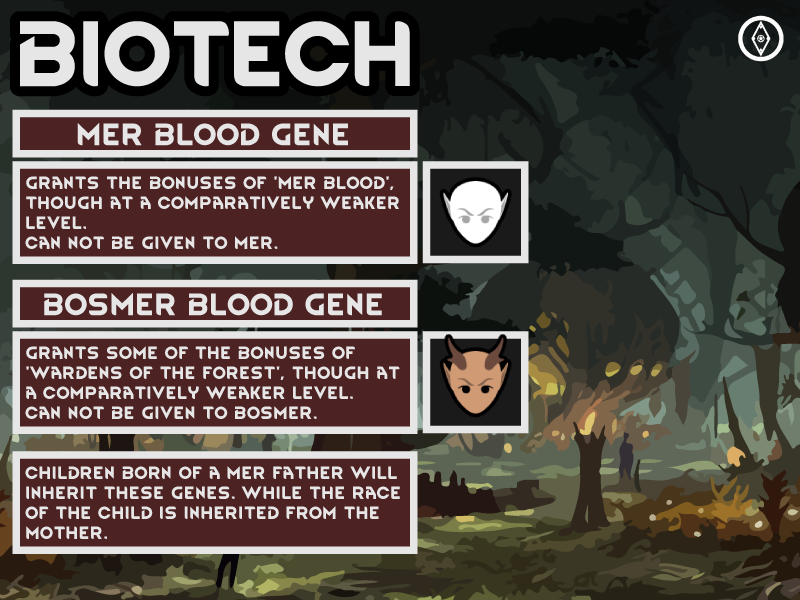 BIOTECH
MER BLOOD GENE
GRANTS THE BONUSES OF 'MER BLOOD',
THOUGH AT A COMPARATIVELY WEAKER
LEVEL.
CAN NOT BE GIVEN TO MER.
BOSMER BLOOD GENE
GRANTS SOME OF THE BONUSES OF
'WARDENS OF THE FOREST', THOUGH AT
A COMPARATIVELY WEAKER LEVEL.
CAN NOT BE GIVEN TO BOSMER.
CHILDREN BORN OF A MER FATHER WILL
INHERIT THESE GENES. WHILE THE RACE
OF THE CHILD IS INHERITED FROM THE
MOTHER.